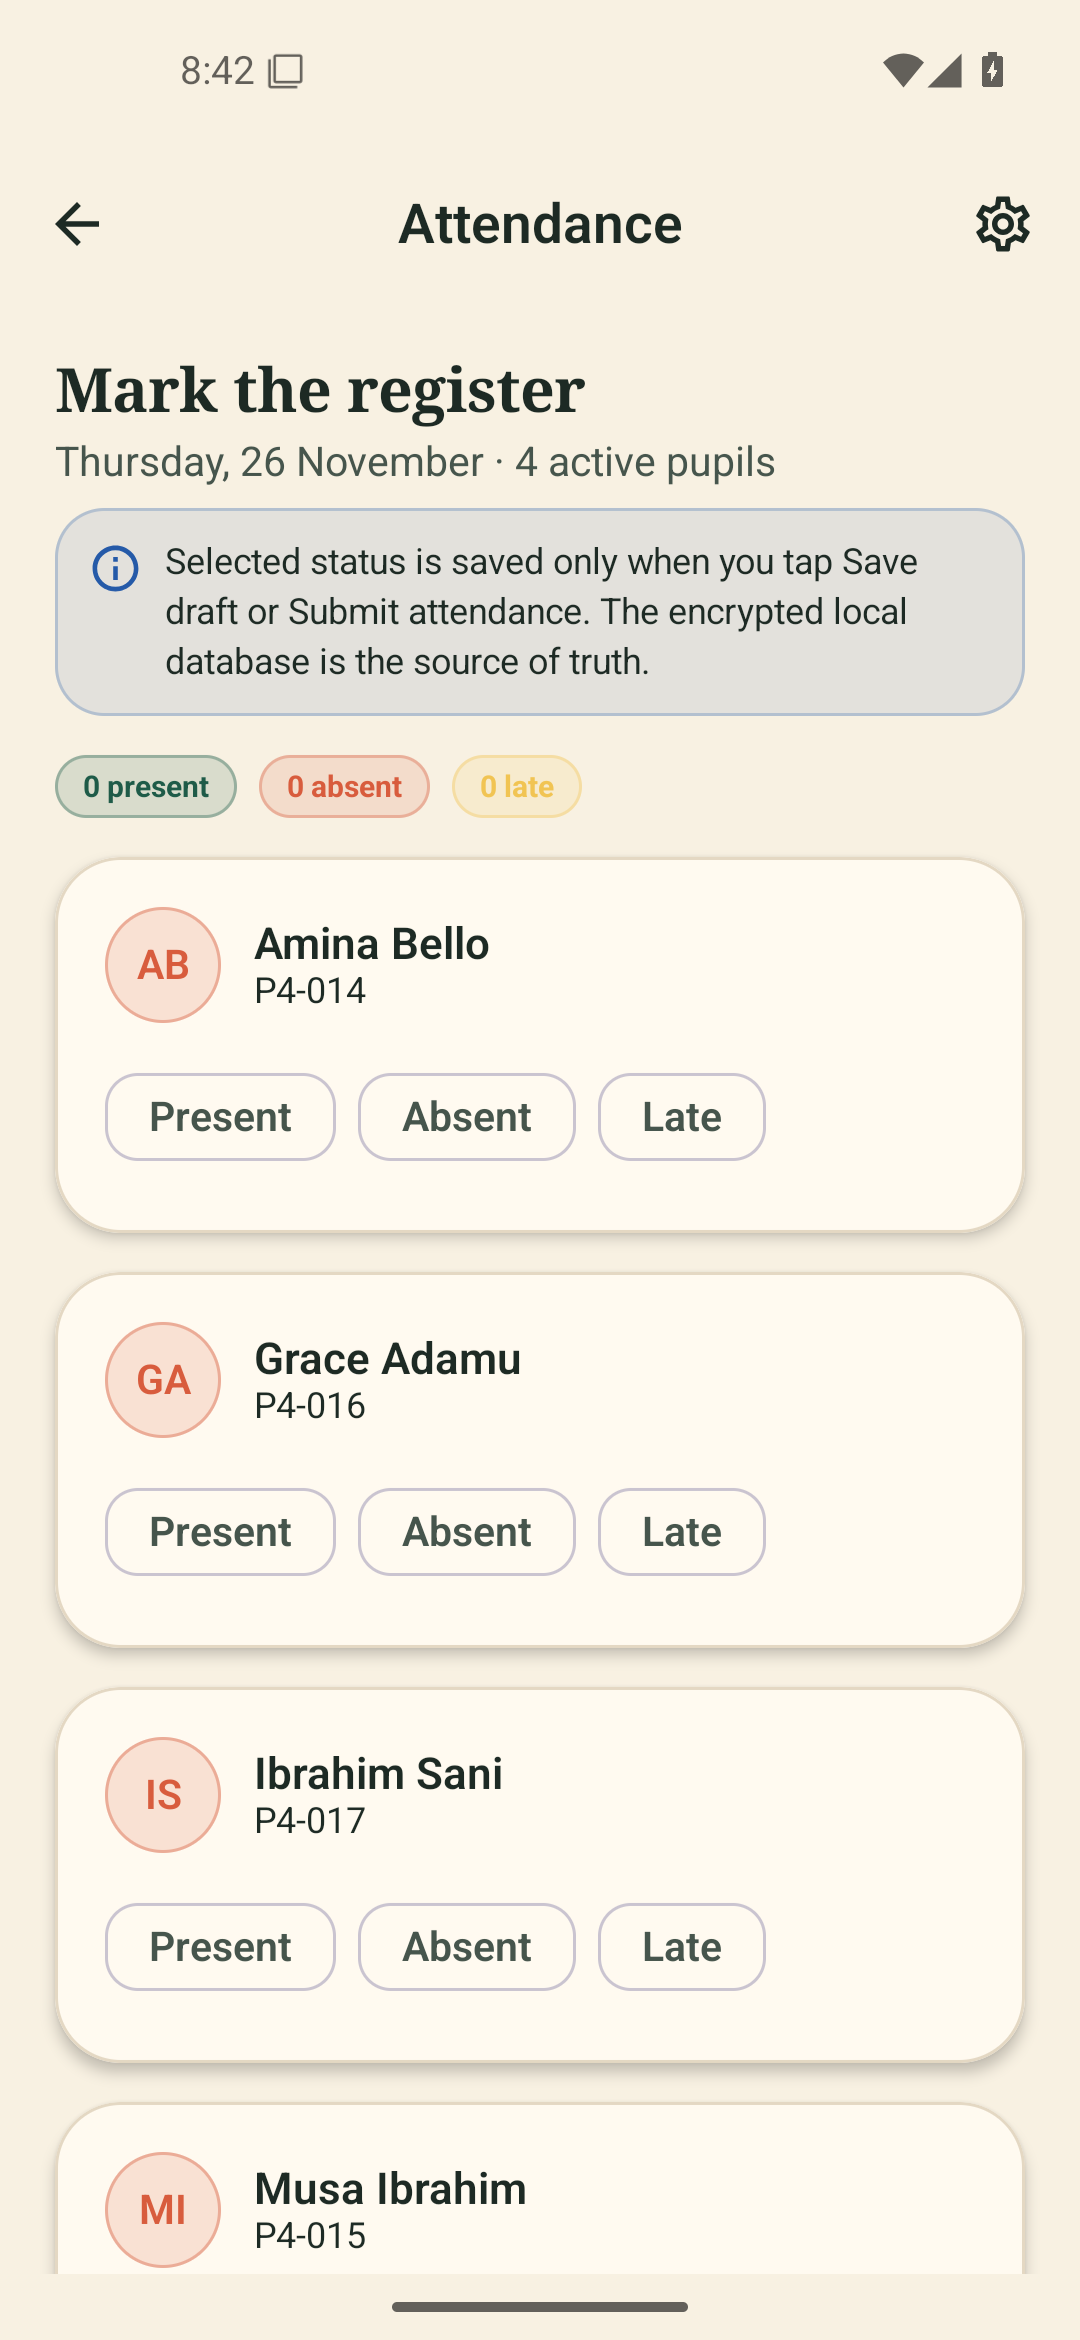 8:42
Attendance
Mark the register
Thursday, 26 November · 4 active pupils
Selected status is saved only when you tap Save
draft or Submit attendance. The encrypted local
database is the source of truth.
0 present 0 absent 0 late
AB
Amina Bello
P4-014
Present Absent Late
GA
Grace Adamu
P4-016
Present Absent Late
IS
Ibrahim Sani
P4-017
Present Absent Late
MI
Musa Ibrahim
P4-015